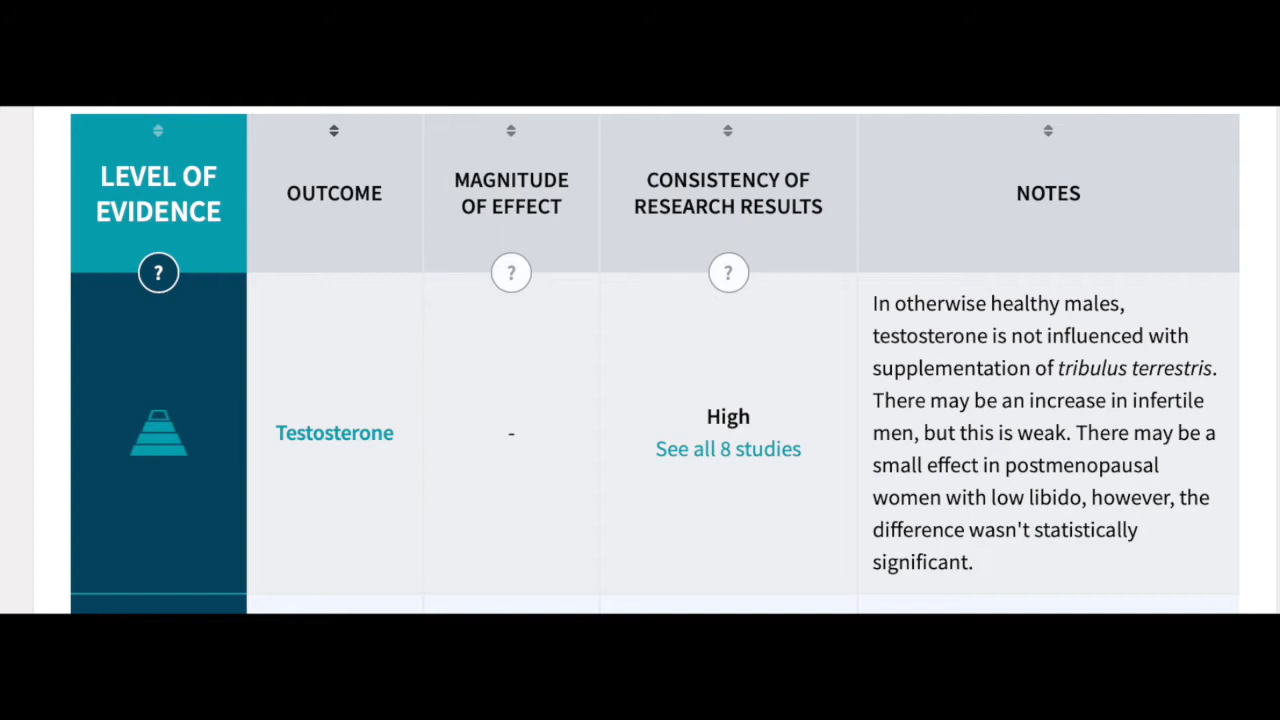 LEVEL OF
EVIDENCE
OUTCOME
MAGNITUDE
OF EFFECT
CONSISTENCY OF
RESEARCH RESULTS
NOTES
?
?
?
Testosterone
-
High
See all 8 studies
In otherwise healthy males,
testosterone is not influenced with
supplementation of tribulus terrestris.
There may be an increase in infertile
men, but this is weak. There may be a
small effect in postmenopausal
women with low libido, however, the
difference wasn't statistically
significant.